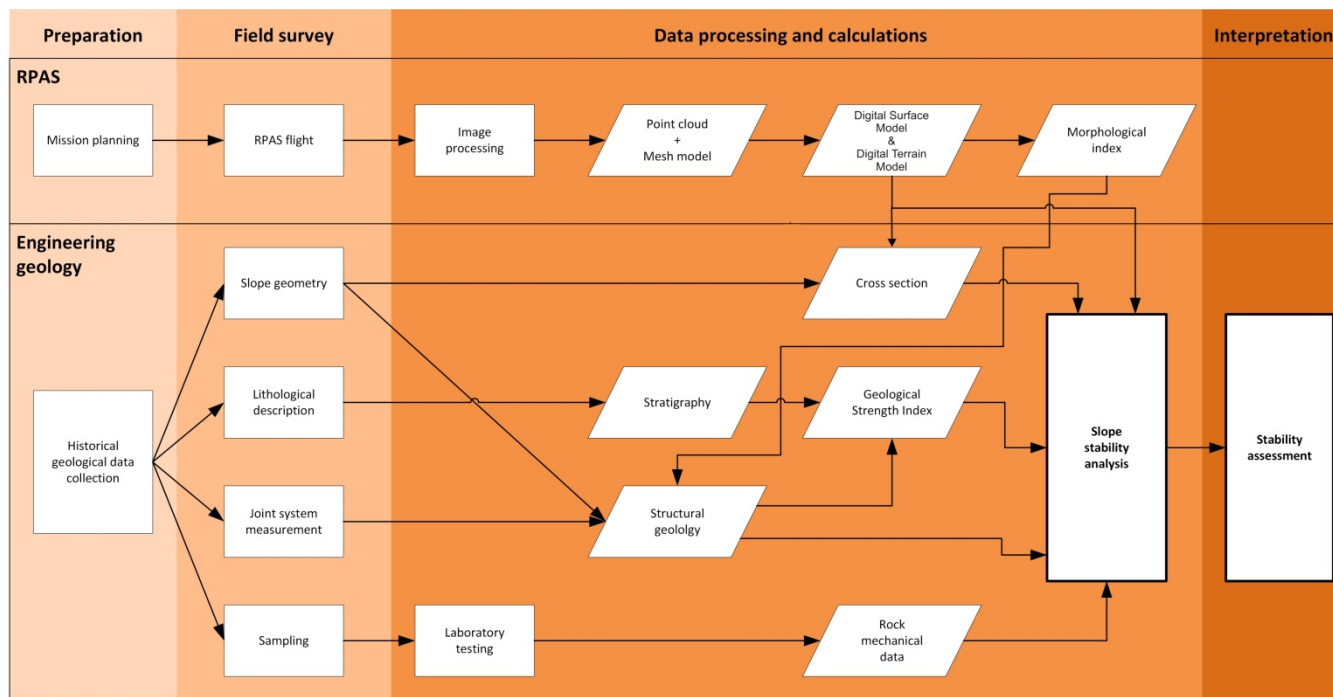 Preparation
Field survey
Data processing and calculations
Interpretation
RPAS
Mission planning
RPAS flight
Image
processing
Point cloud
+
Mesh model
Digital Surface
Model
&
Digital Terrain
Model
Morphological
index
Engineering
geology
Slope geometry
Cross section
Lithological
description
Stratigraphy
Geological
Strength Index
Historical
geological data
collection
Slope
stability
analysis
Stability
assessment
Joint system
measurement
Structural
geololgy
Sampling
Laboratory
testing
Rock
mechanical
data